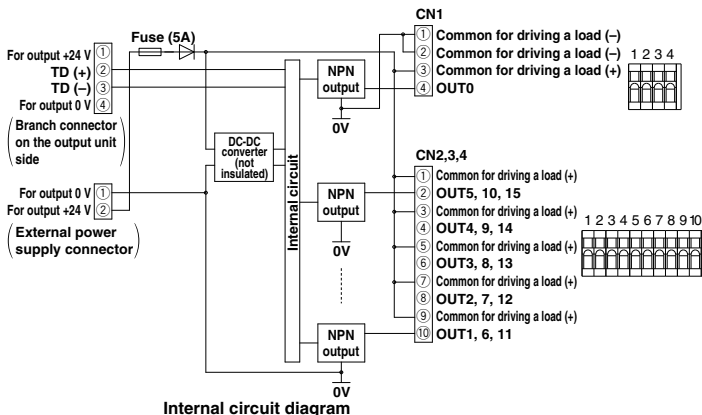 CN1
Fuse (5A)
For output +24 V ①
TD (+) ②
TD (–) ③
For output 0 V ④
(Branch connector
on the output unit
side)
For output 0 V ①
For output +24 V ②
(External power
supply connector)
DC-DC
converter
(not
insulated)
Internal circuit
NPN
output
0V
NPN
output
0V
NPN
output
0V
① Common for driving a load (–)
② Common for driving a load (–)
③ Common for driving a load (+)
④ OUT0
1 2 3 4
CN2,3,4
① Common for driving a load (+)
② OUT5, 10, 15
③ Common for driving a load (+)
④ OUT4, 9, 14
⑤ Common for driving a load (+)
⑥ OUT3, 8, 13
⑦ Common for driving a load (+)
⑧ OUT2, 7, 12
⑨ Common for driving a load (+)
⑩ OUT1, 6, 11
1 2 3 4 5 6 7 8 9 10
Internal circuit diagram